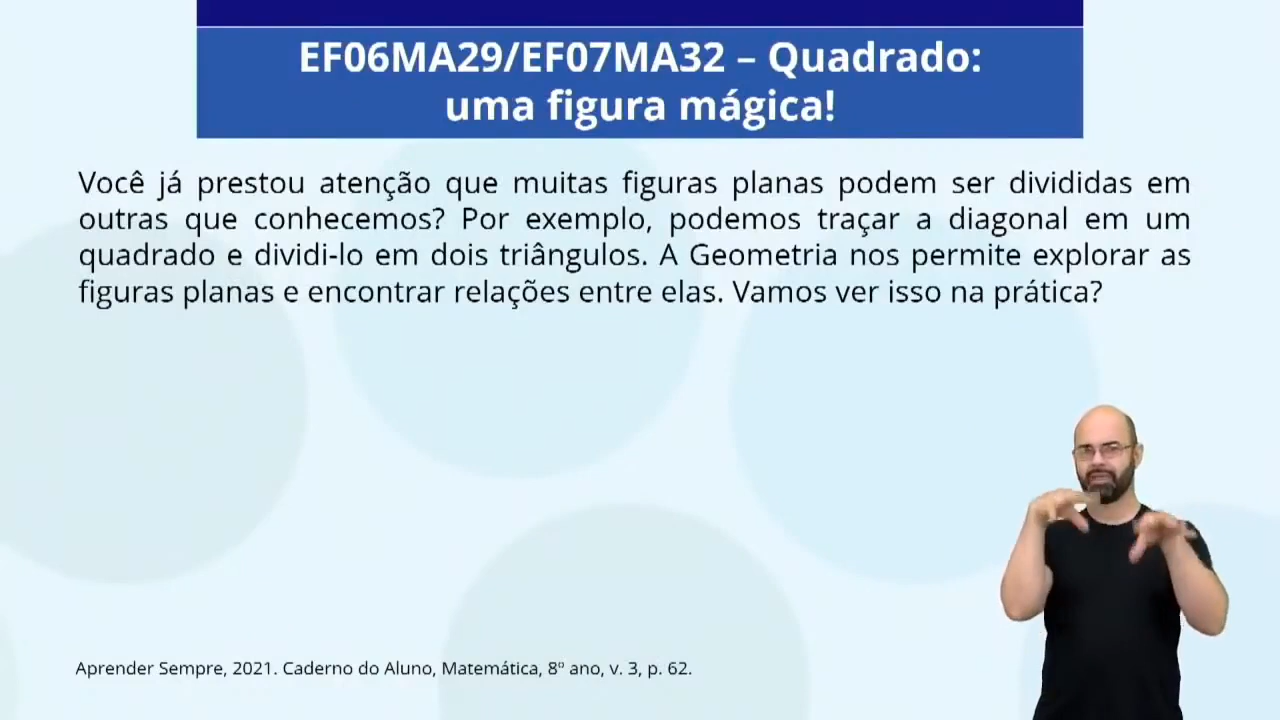 EF06MA29/EF07MA32 – Quadrado:
uma figura mágica!
Você já prestou atenção que muitas figuras planas podem ser divididas em
outras que conhecemos? Por exemplo, podemos traçar a diagonal em um
quadrado e dividi-lo em dois triângulos. A Geometria nos permite explorar as
figuras planas e encontrar relações entre elas. Vamos ver isso na prática?
Aprender Sempre, 2021. Caderno do Aluno, Matemática, 8º ano, v. 3, p. 62.